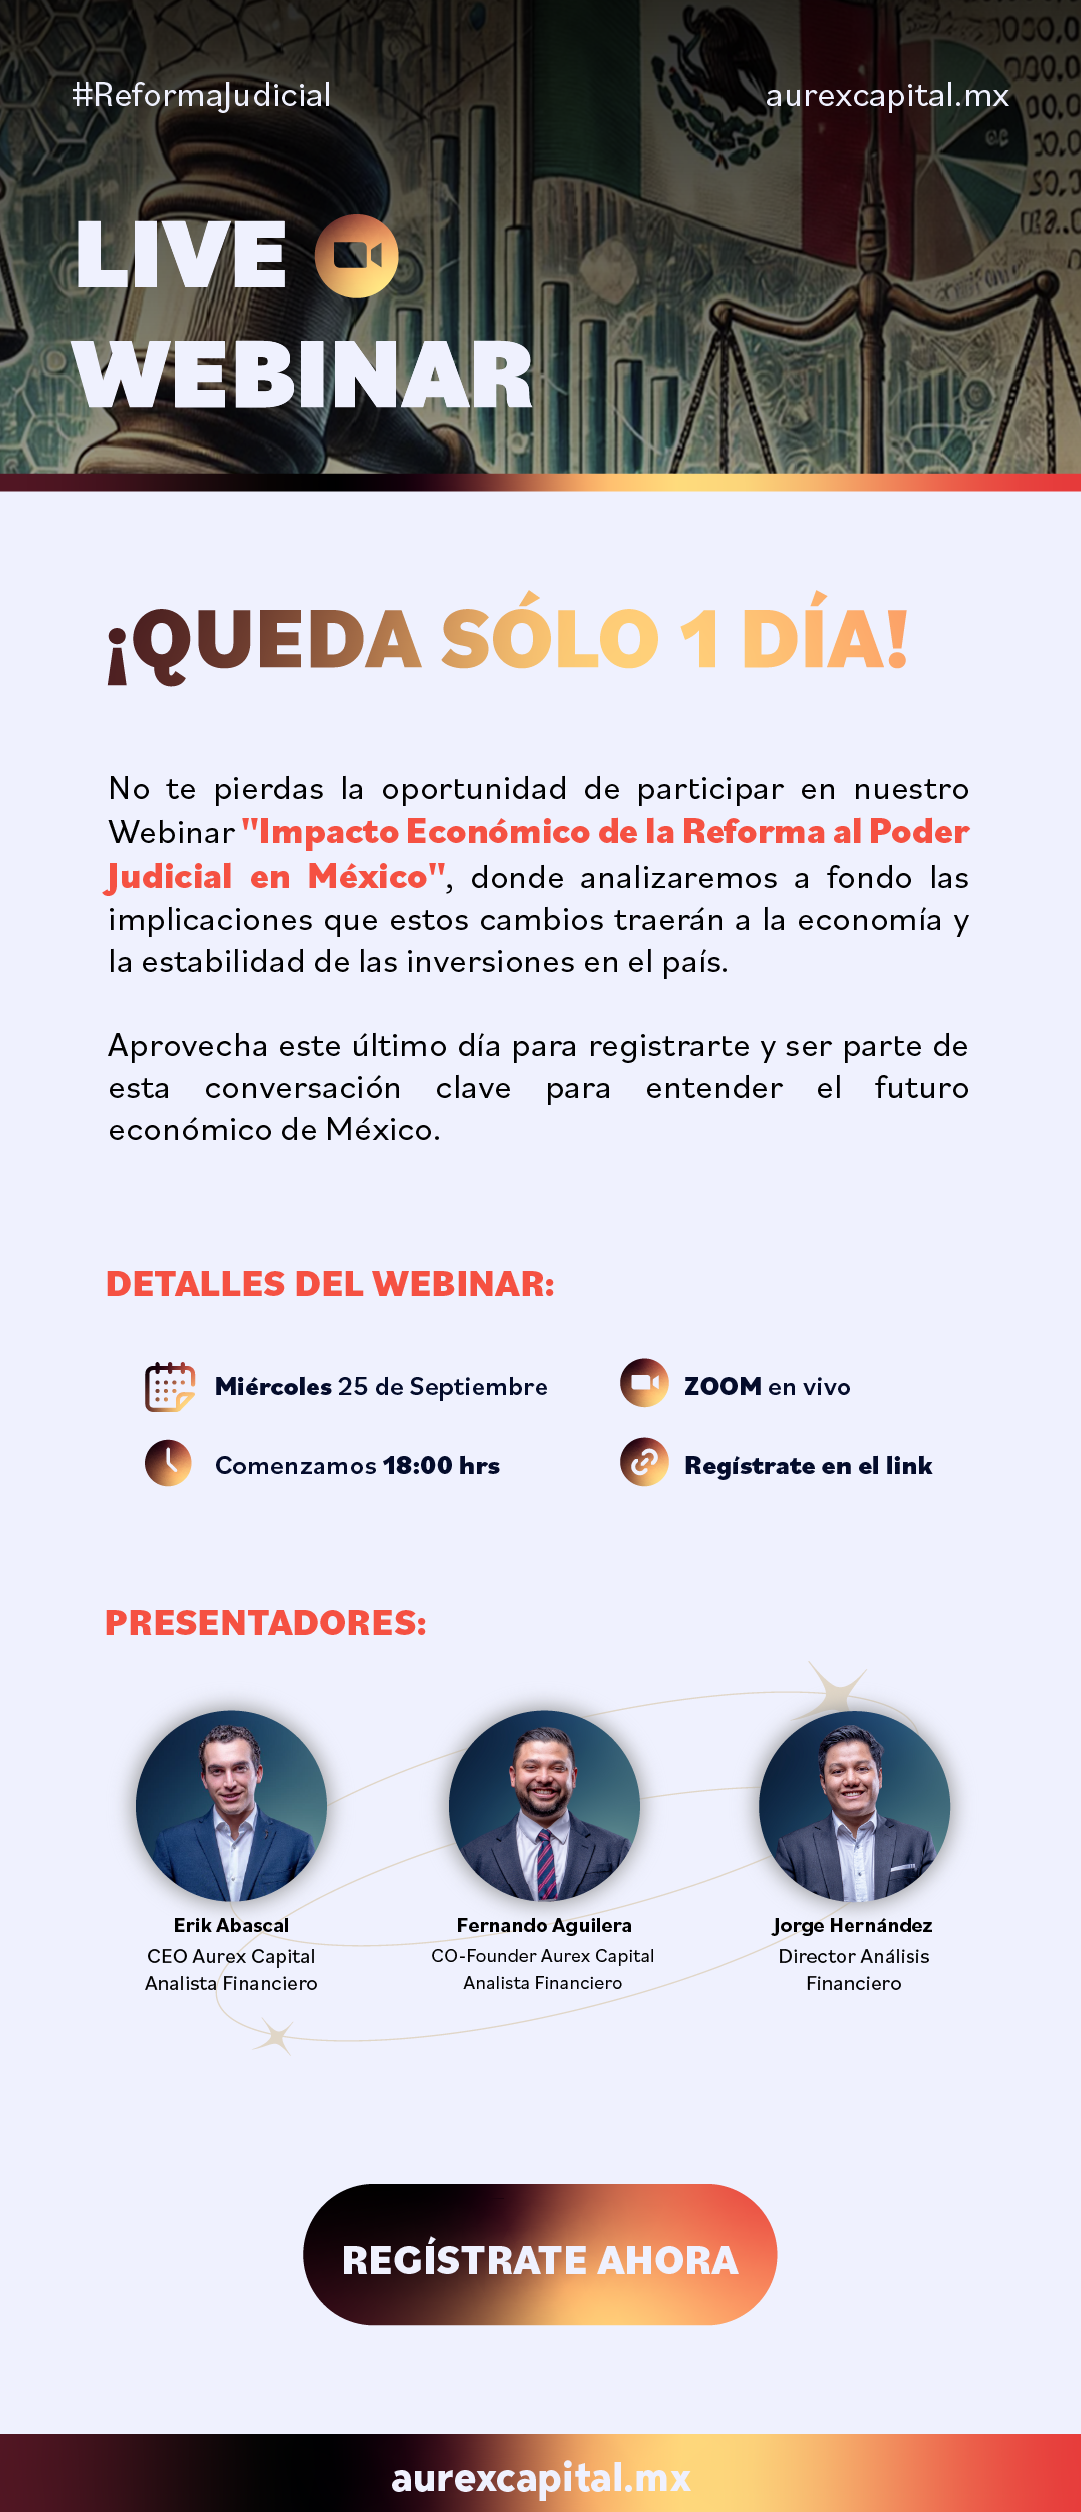 #ReformaJudicial
aurexcapital.mx
LIVE
WEBINAR
¡QUEDA SÓLO 1 DÍA!
No te pierdas la oportunidad de participar en nuestro
Webinar "Impacto Económico de la Reforma al Poder
Judicial en México", donde analizaremos a fondo las
implicaciones que estos cambios traerán a la economía y
la estabilidad de las inversiones en el país.
Aprovecha este último día para registrarte y ser parte de
esta conversación clave para entender el futuro
económico de México.
DETALLES DEL WEBINAR:
Miércoles 25 de Septiembre
ZOOM en vivo
Comenzamos 18:00 hrs
Regístrate en el link
PRESENTADORES:
Erik Abascal
CEO Aurex Capital
Analista Financiero
Fernando Aguilera
CO-Founder Aurex Capital
Analista Financiero
Jorge Hernández
Director Análisis
Financiero
REGÍSTRATE AHORA
aurexcapital.mx